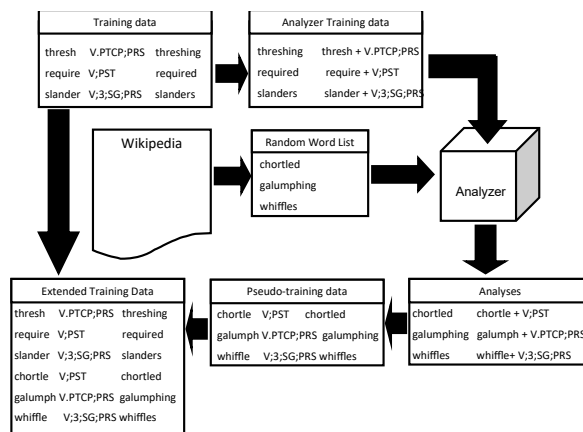 Training data
thresh V.PTCP;PRS threshing
require V;PST required
slander V;3;SG;PRS slanders
Analyzer Training data
threshing thresh + V.PTCP;PRS
required require + V;PST
slanders slander + V;3;SG;PRS
Wikipedia
Random Word List
chortled
galumphing
whiffles
Analyzer
Extended Training Data
thresh V.PTCP;PRS threshing
require V;PST required
slander V;3;SG;PRS slanders
chortle V;PST chortled
galumph V.PTCP;PRS galumphing
whiffle V;3;SG;PRS whiffles
Pseudo-training data
chortle V;PST chortled
galumph V.PTCP;PRS galumphing
whiffle V;3;SG;PRS whiffles
Analyses
chortled chortle + V;PST
galumphing galumph + V.PTCP;PRS
whiffles whiffle+ V;3;SG;PRS